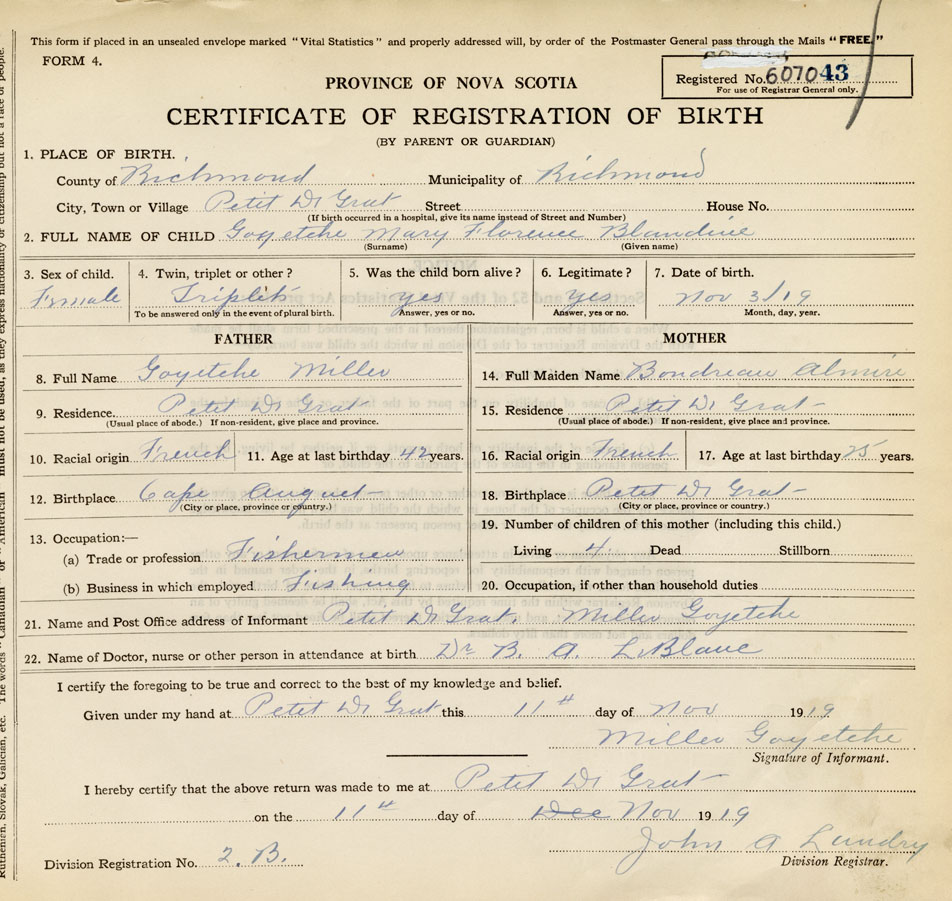 This form if placed in an unsealed envelope marked "Vital Statistics" and properly addressed will, by order of the Postmaster General pass through the Mails "FREE."
FORM 4.
Registered No. 607043
For use of Registrar General only.
PROVINCE OF NOVA SCOTIA
CERTIFICATE OF REGISTRATION OF BIRTH
(BY PARENT OR GUARDIAN)
1. PLACE OF BIRTH.
County of Richmond Municipality of Richmond
City, Town or Village Petit D. Grat Street House No.
(If birth occurred in a hospital, give its name instead of Street and Number)
2. FULL NAME OF CHILD Goyetche Mary Florence Blandine
(Surname) (Given name)
3. Sex of child. 4. Twin, triplet or other? 5. Was the child born alive? 6. Legitimate? 7. Date of birth.
Female Triplit yes yes Nov 3/19
To be answered only in the event of plural birth. Answer, yes or no. Answer, yes or no. Month, day, year.
FATHER MOTHER
8. Full Name Goyetche Miller 14. Full Maiden Name Boudreau Almire
9. Residence. Petit D. Grat 15. Residence Petit D. Grat
(Usual place of abode.) If non-resident, give place and province. (Usual place of abode.) If non-resident, give place and province.
10. Racial origin French 11. Age at last birthday 42 years. 16. Racial origin French 17. Age at last birthday 25 years.
12. Birthplace Cape Auguet 18. Birthplace Petit D. Grat
(City or place, province or country.) (City or place, province or country.)
19. Number of children of this mother (including this child.)
13. Occupation:—
(a) Trade or profession Fishermen Living 4 Dead Stillborn
(b) Business in which employed Fishing 20. Occupation, if other than household duties
21. Name and Post Office address of Informant Petit D. Grat. Miller Goyetche
22. Name of Doctor, nurse or other person in attendance at birth Dr B. A. LeBlanc
I certify the foregoing to be true and correct to the best of my knowledge and belief.
Given under my hand at Petit D. Grat this 11th day of Nov 1919
Miller Goyetche
Signature of Informant.
I hereby certify that the above return was made to me at Petit D. Grat
on the 11th day of Dec Nov 1919
John A Landry
Division Registration No. 2. B. Division Registrar.